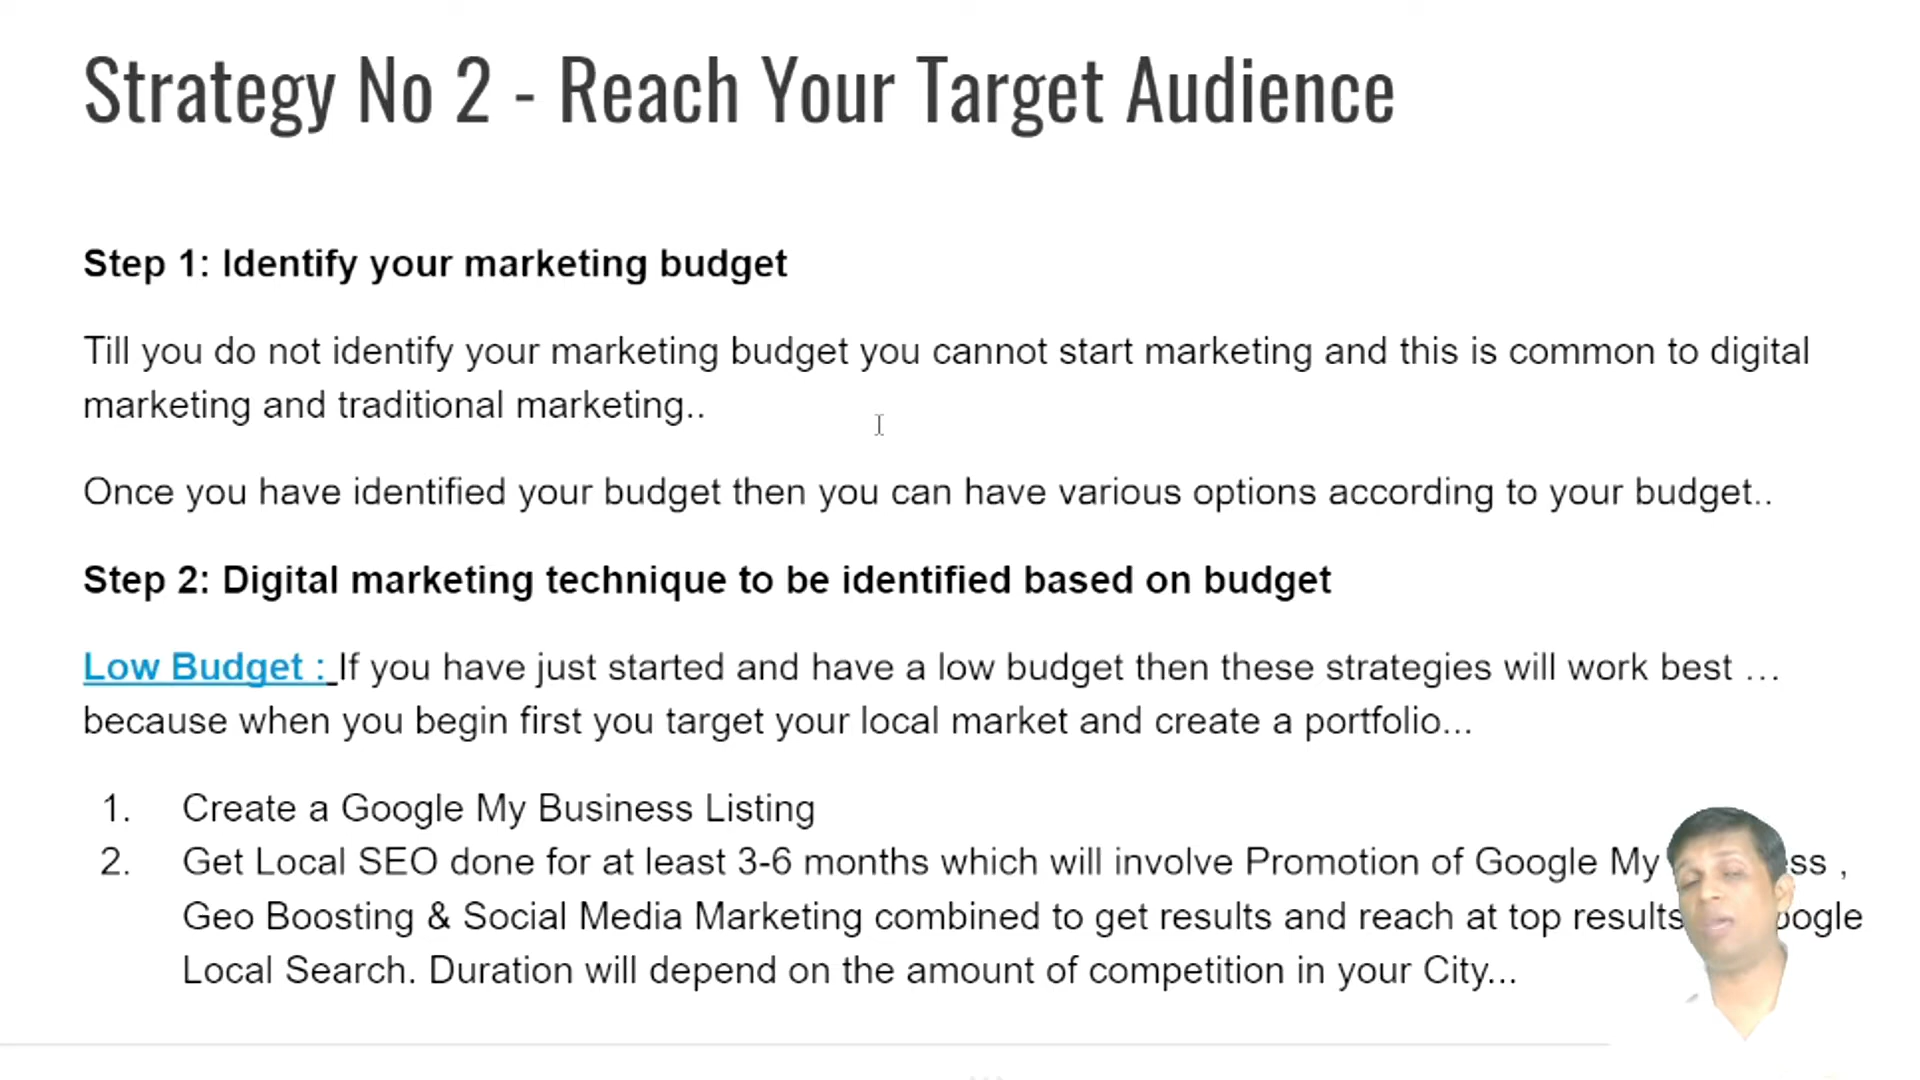 Strategy No 2 - Reach Your Target Audience
Step 1: Identify your marketing budget
Till you do not identify your marketing budget you cannot start marketing and this is common to digital
marketing and traditional marketing..
Once you have identified your budget then you can have various options according to your budget..
Step 2: Digital marketing technique to be identified based on budget
Low Budget : If you have just started and have a low budget then these strategies will work best …
because when you begin first you target your local market and create a portfolio...
1. Create a Google My Business Listing
2. Get Local SEO done for at least 3-6 months which will involve Promotion of Google My ,
Geo Boosting & Social Media Marketing combined to get results and reach at top results
Local Search. Duration will depend on the amount of competition in your City...